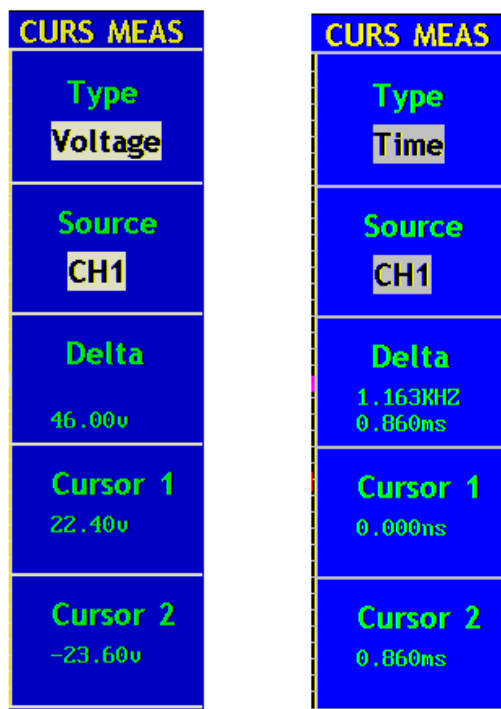 CURS MEAS
Type
Voltage
Source
CH1
Delta
46.00v
Cursor 1
22.40v
Cursor 2
-23.60v
CURS MEAS
Type
Time
Source
CH1
Delta
1.163KHZ
0.860ms
Cursor 1
0.000ns
Cursor 2
0.860ms